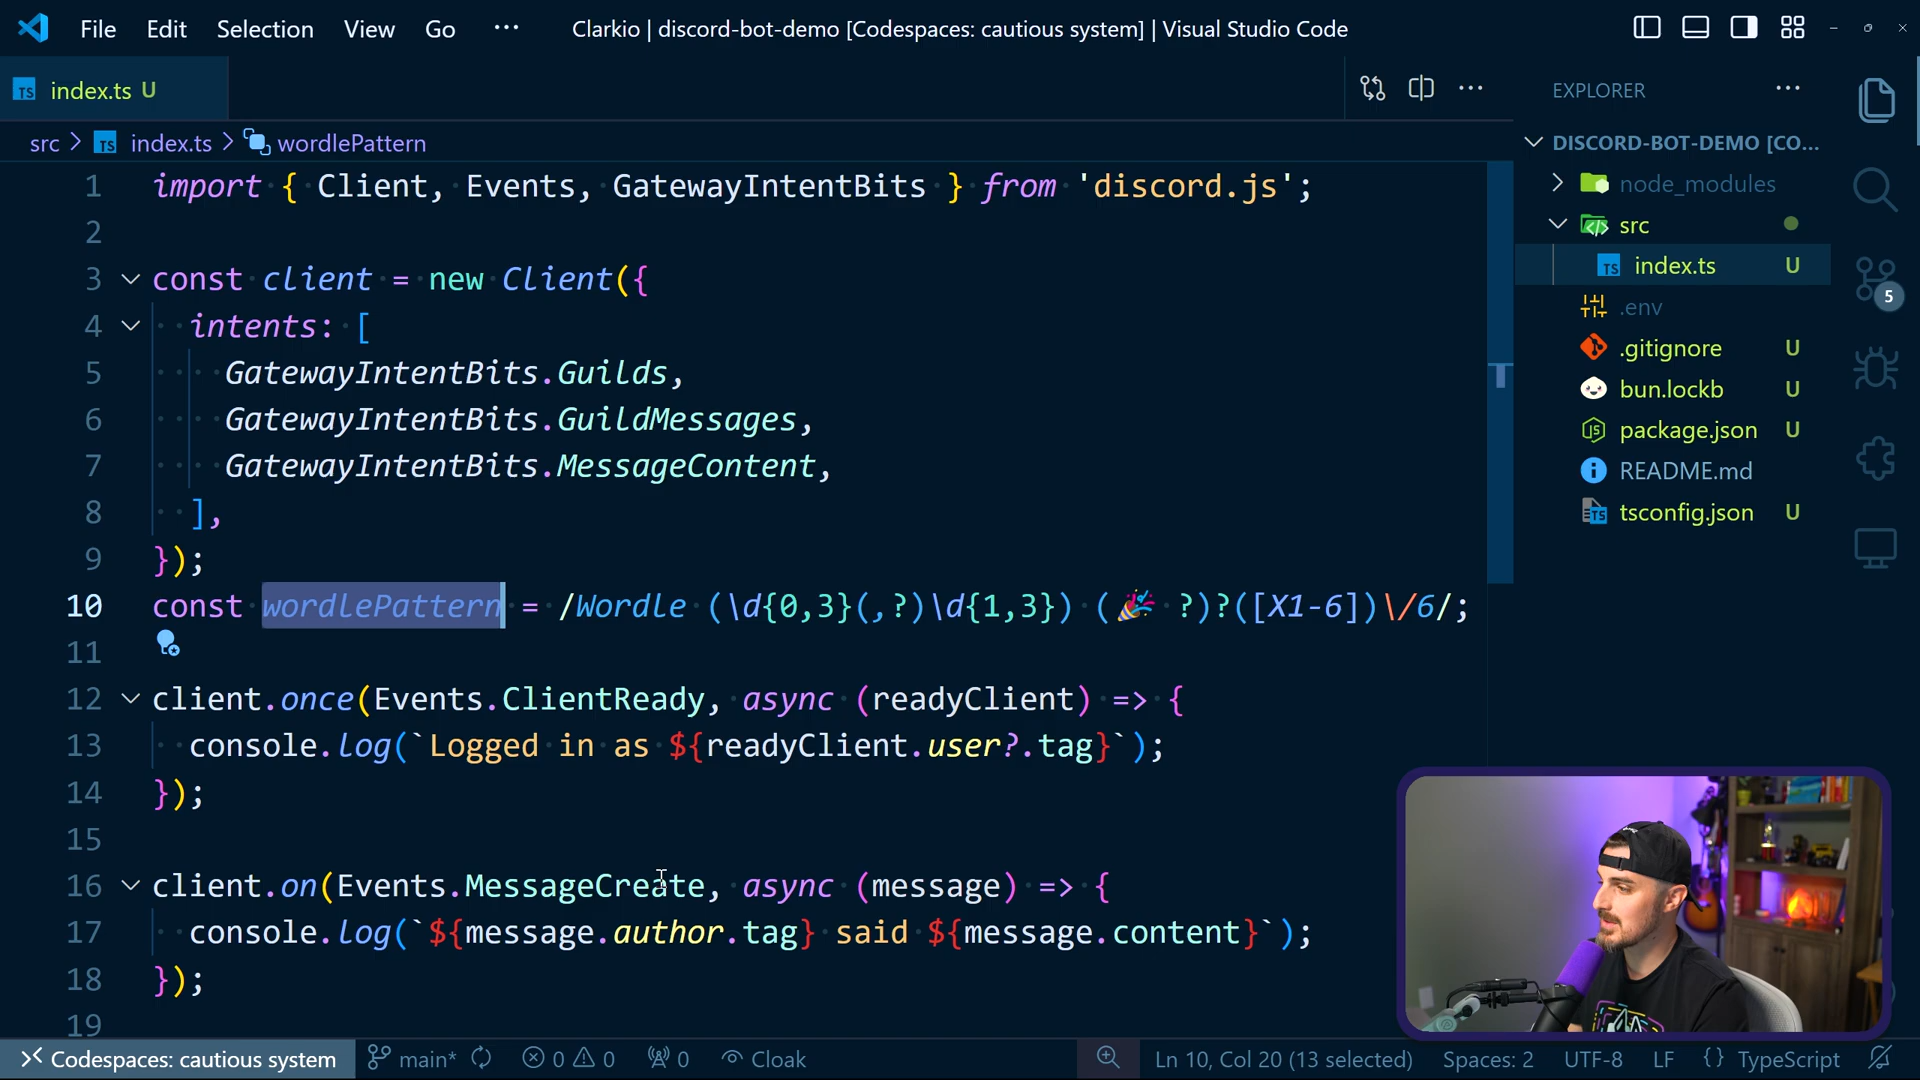 File Edit Selection View Go ··· Clarkio | discord-bot-demo [Codespaces: cautious system] | Visual Studio Code
TS index.ts U
src > TS index.ts > wordlePattern
1 import { Client, Events, GatewayIntentBits } from 'discord.js';
2
3 const client = new Client({
4 intents: [
5 GatewayIntentBits.Guilds,
6 GatewayIntentBits.GuildMessages,
7 GatewayIntentBits.MessageContent,
8 ],
9 });
10 const wordlePattern = /Wordle (\d{0,3}(,?)\d{1,3}) (🎉 ?)?([X1-6])\/6/;
11
12 client.once(Events.ClientReady, async (readyClient) => {
13 console.log(`Logged in as ${readyClient.user?.tag}`);
14 });
15
16 client.on(Events.MessageCreate, async (message) => {
17 console.log(`${message.author.tag} said ${message.content}`);
18 });
19
EXPLORER ···
DISCORD-BOT-DEMO [CO...
node_modules
src
TS index.ts U
.env
.gitignore U
bun.lockb U
package.json U
README.md
tsconfig.json U
5
Codespaces: cautious system main* 0 0 0 Cloak Ln 10, Col 20 (13 selected) Spaces: 2 UTF-8 LF {} TypeScript